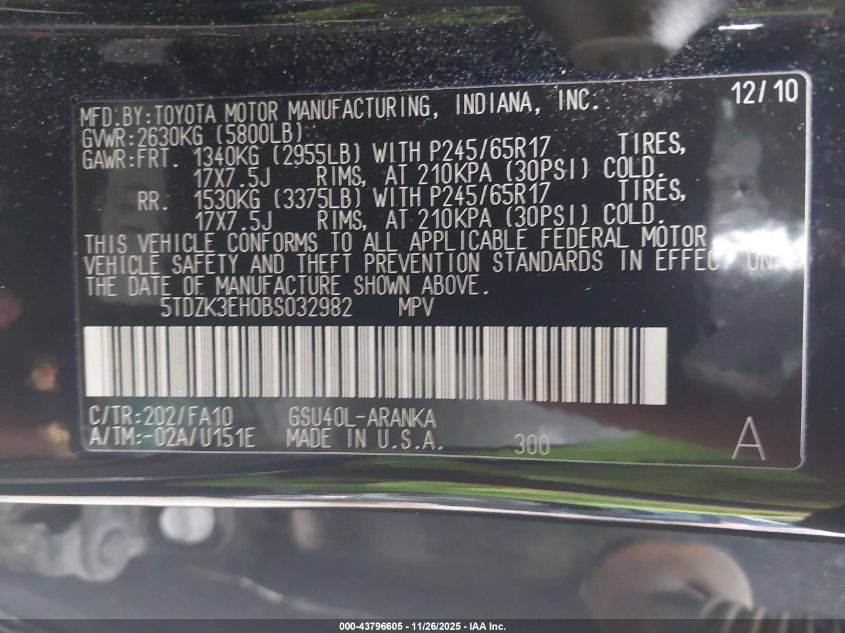 12/10
MFD.BY:TOYOTA MOTOR MANUFACTURING, INDIANA, INC.
GVWR:2630KG (5800LB)
GAWR:FRT. 1340KG (2955LB) WITH P245/65R17 TIRES,
17X7.5J RIMS, AT 210KPA (30PSI) COLD.
RR. 1530KG (3375LB) WITH P245/65R17 TIRES,
17X7.5J RIMS, AT 210KPA (30PSI) COLD.
THIS VEHICLE CONFORMS TO ALL APPLICABLE FEDERAL MOTOR
VEHICLE SAFETY AND THEFT PREVENTION STANDARDS IN EFFECT ON
THE DATE OF MANUFACTURE SHOWN ABOVE.
5TDZK3EH0BS032982 MPV
C/TR:202/FA10 GSU40L-ARANKA
A/TM:-02A/U151E MADE IN U.S.A. 300
A
000-43796605 - 11/26/2025 - IAA Inc.